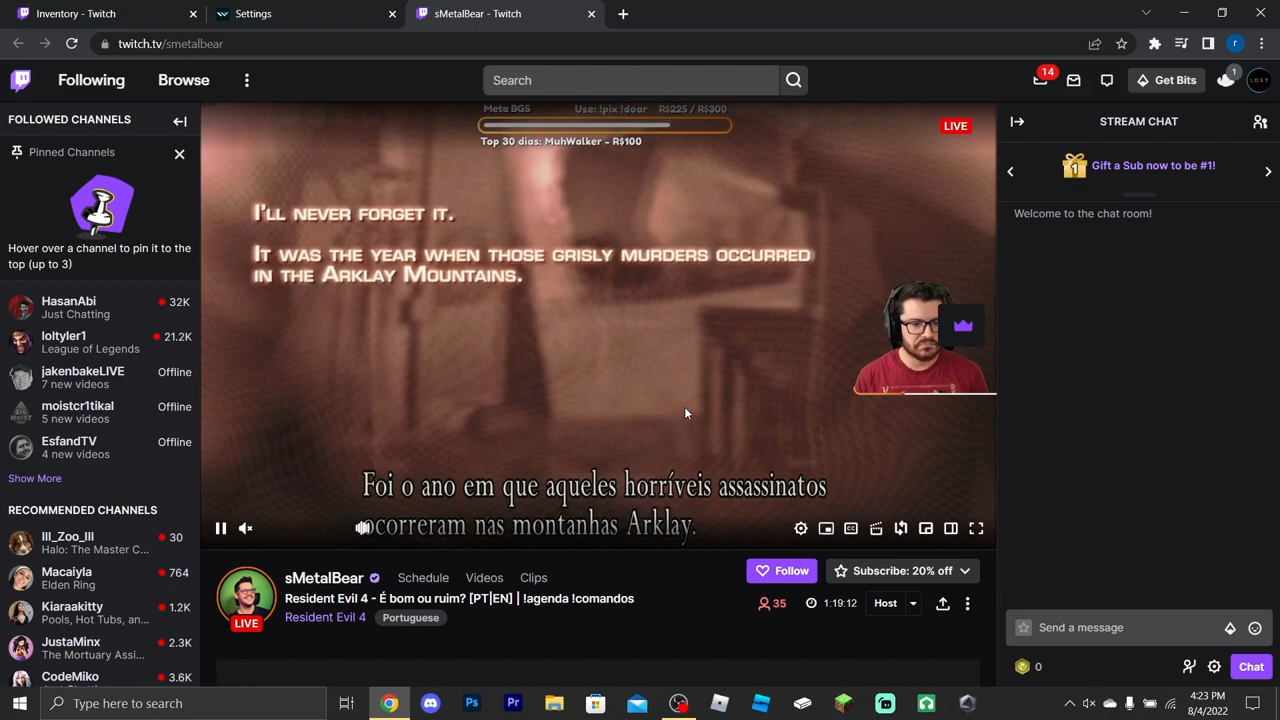 Inventory - Twitch
Settings
sMetalBear - Twitch
twitch.tv/smetalbear
r
Following
Browse
Search
14
Get Bits
1
LOST
FOLLOWED CHANNELS
Pinned Channels
Hover over a channel to pin it to the
top (up to 3)
HasanAbi
32K
Just Chatting
loltyler1
21.2K
League of Legends
jakenbakeLIVE
Offline
7 new videos
moistcr1tikal
Offline
5 new videos
EsfandTV
Offline
4 new videos
Show More
RECOMMENDED CHANNELS
Ill_Zoo_Ill
30
Halo: The Master C...
Macaiyla
764
Elden Ring
Kiaraakitty
1.2K
Pools, Hot Tubs, an...
JustaMinx
2.3K
The Mortuary Assi...
CodeMiko
3.6K
Meta BGS Use: !pix !doar R$225 / R$300
Top 30 dias: MuhWalker - R$100
LIVE
I'LL NEVER FORGET IT.
IT WAS THE YEAR WHEN THOSE GRISLY MURDERS OCCURRED
IN THE ARKLAY MOUNTAINS.
Foi o ano em que aqueles horríveis assassinatos
ocorreram nas montanhas Arklay.
CC
sMetalBear
Schedule
Videos
Clips
Follow
Subscribe: 20% off
Resident Evil 4 - É bom ou ruim? [PT|EN] | !agenda !comandos
35
1:19:12
Host
Resident Evil 4
Portuguese
LIVE
STREAM CHAT
1
Gift a Sub now to be #1!
Welcome to the chat room!
Send a message
0
Chat
Type here to search
Ps
Pr
4:23 PM
8/4/2022